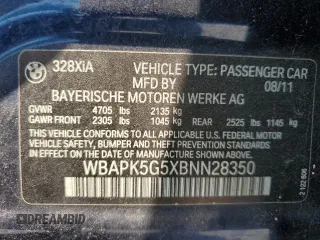 BMW
328XiA VEHICLE TYPE: PASSENGER CAR
MFD BY 08/11
BAYERISCHE MOTOREN WERKE AG
GVWR 4705 lbs 2135 kg
GAWR FRONT 2305 lbs 1045 kg REAR 2525 lbs 1145 kg
THIS VEHICLE CONFORMS TO ALL APPLICABLE U.S. FEDERAL MOTOR
VEHICLE SAFETY, BUMPER, AND THEFT PREVENTION STANDARDS
IN EFFECT ON THE DATE OF MANUFACTURE SHOWN ABOVE.
WBAPK5G5XBNN28350
DREAMBID